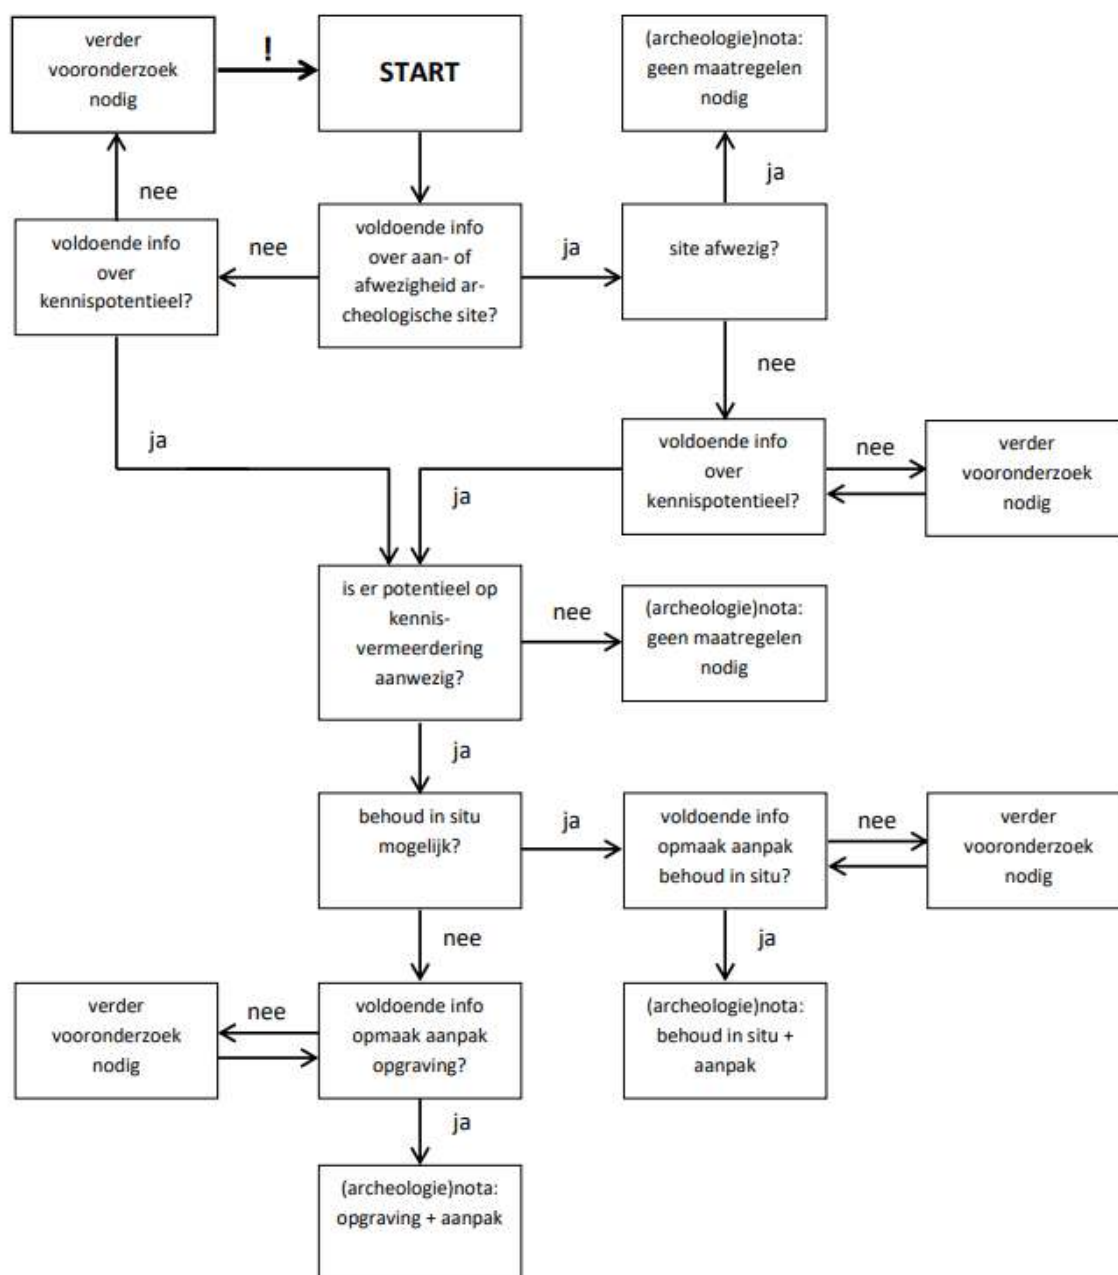 verder
vooronderzoek
nodig
!
START
(archeologie)nota:
geen maatregelen
nodig
nee
ja
voldoende info
over
kennispotentieel?
nee
voldoende info
over aan- of
afwezigheid ar-
cheologische site?
ja
site afwezig?
nee
ja
voldoende info
over
kennispotentieel?
nee
verder
vooronderzoek
nodig
ja
is er potentieel op
kennis-
vermeerdering
aanwezig?
nee
(archeologie)nota:
geen maatregelen
nodig
ja
behoud in situ
mogelijk?
ja
voldoende info
opmaak aanpak
behoud in situ?
nee
verder
vooronderzoek
nodig
nee
ja
verder
vooronderzoek
nodig
nee
voldoende info
opmaak aanpak
opgraving?
(archeologie)nota:
behoud in situ +
aanpak
ja
(archeologie)nota:
opgraving + aanpak